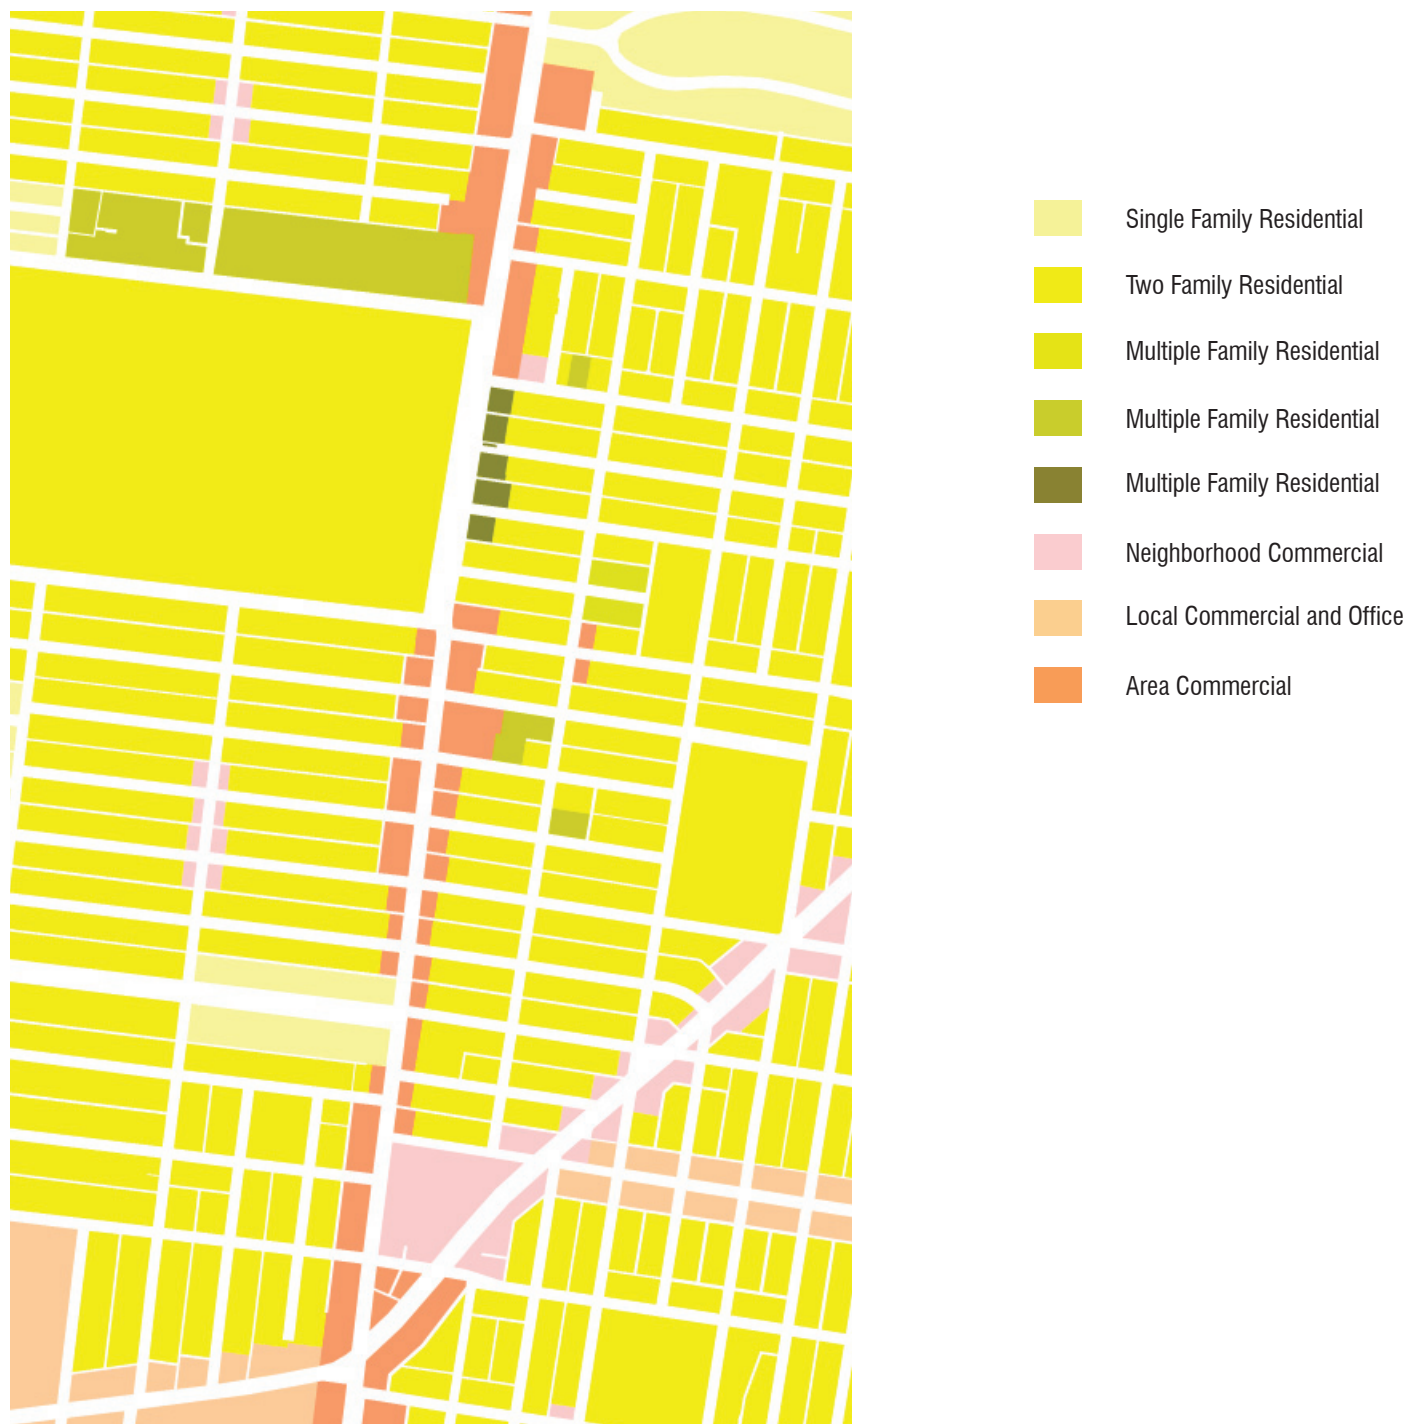 Single Family Residential
Two Family Residential
Multiple Family Residential
Multiple Family Residential
Multiple Family Residential
Neighborhood Commercial
Local Commercial and Office
Area Commercial